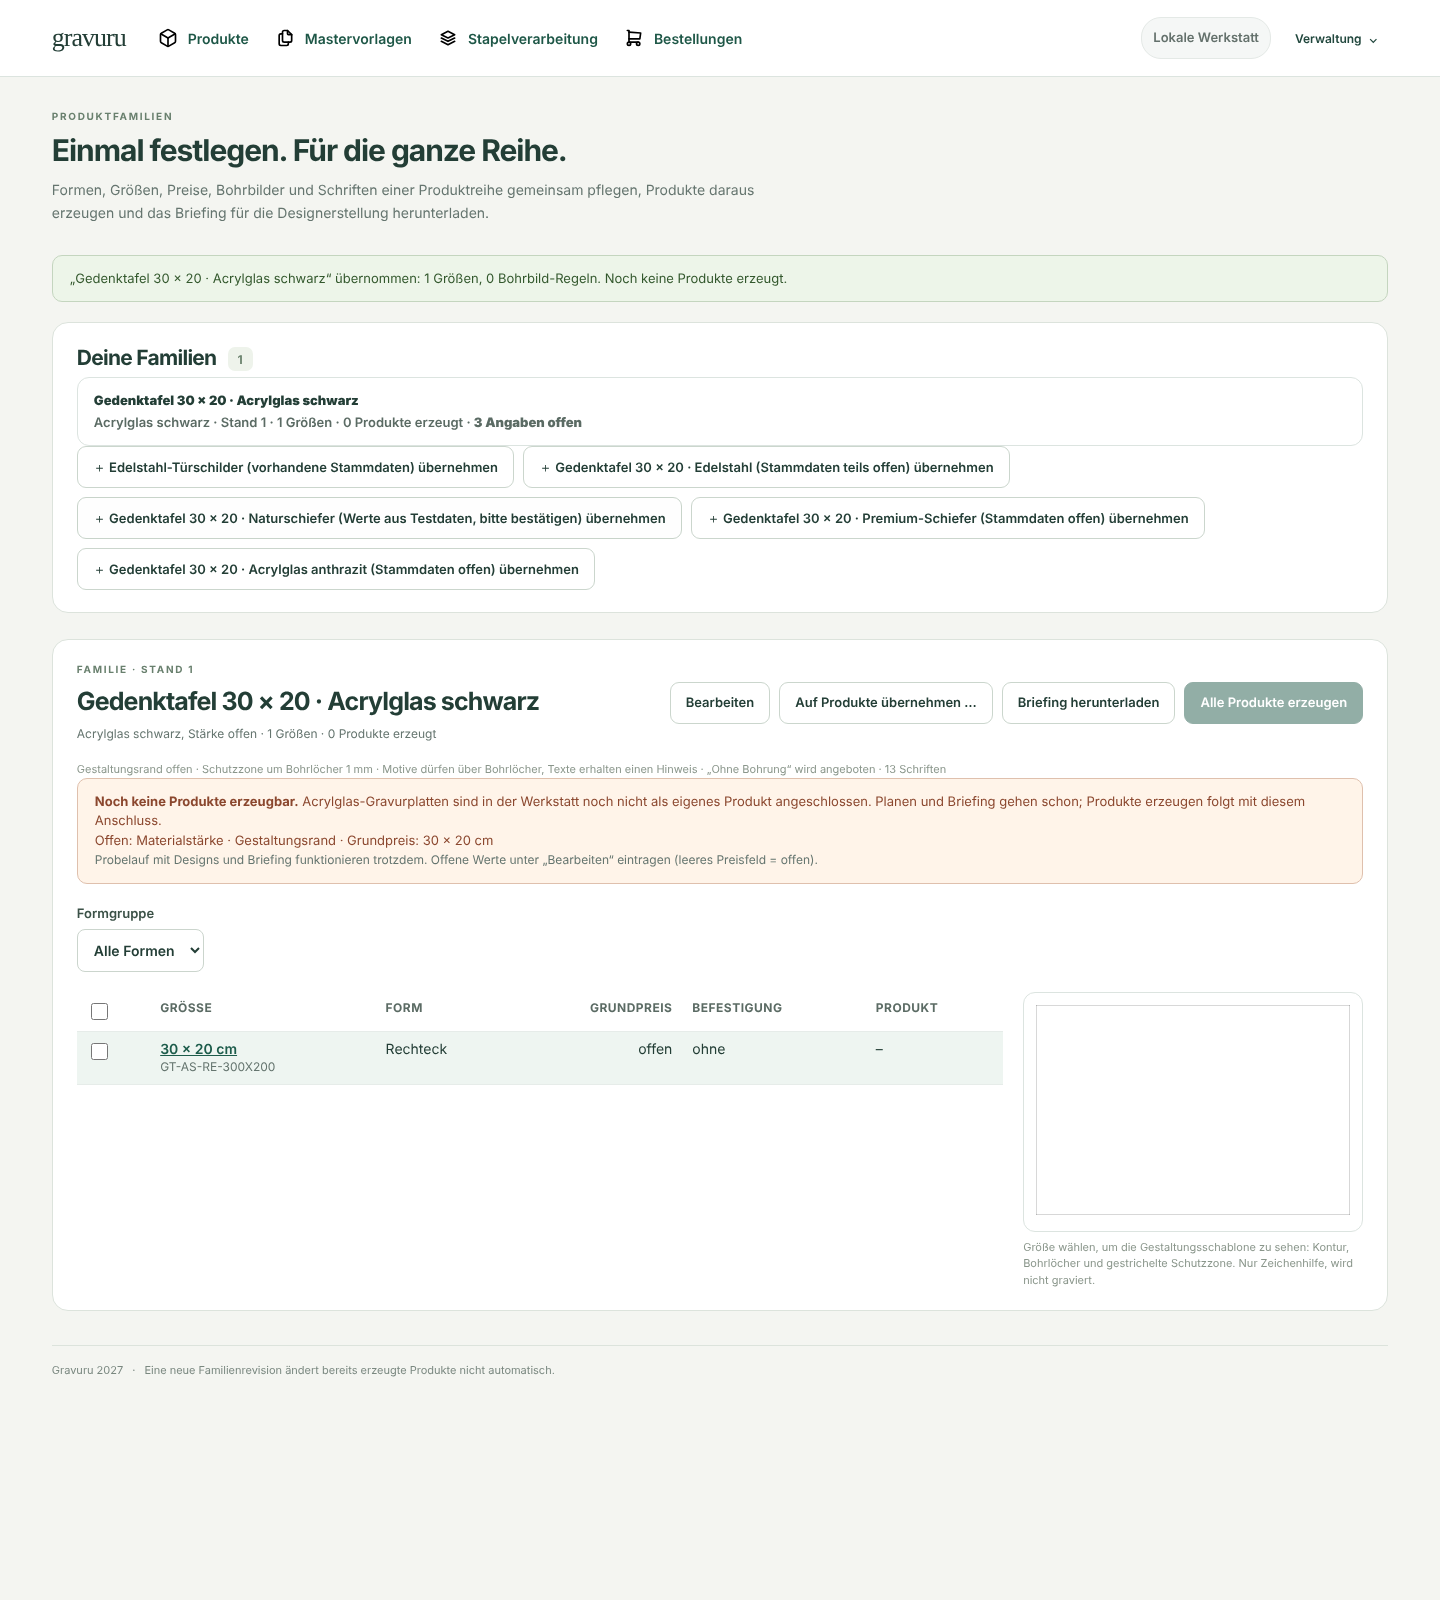 gravuru Produkte Mastervorlagen Stapelverarbeitung Bestellungen Lokale Werkstatt Verwaltung
PRODUKTFAMILIEN
Einmal festlegen. Für die ganze Reihe.
Formen, Größen, Preise, Bohrbilder und Schriften einer Produktreihe gemeinsam pflegen, Produkte daraus
erzeugen und das Briefing für die Designerstellung herunterladen.
„Gedenktafel 30 × 20 · Acrylglas schwarz“ übernommen: 1 Größen, 0 Bohrbild-Regeln. Noch keine Produkte erzeugt.
Deine Familien 1
Gedenktafel 30 × 20 · Acrylglas schwarz
Acrylglas schwarz · Stand 1 · 1 Größen · 0 Produkte erzeugt · 3 Angaben offen
+ Edelstahl-Türschilder (vorhandene Stammdaten) übernehmen + Gedenktafel 30 × 20 · Edelstahl (Stammdaten teils offen) übernehmen
+ Gedenktafel 30 × 20 · Naturschiefer (Werte aus Testdaten, bitte bestätigen) übernehmen + Gedenktafel 30 × 20 · Premium-Schiefer (Stammdaten offen) übernehmen
+ Gedenktafel 30 × 20 · Acrylglas anthrazit (Stammdaten offen) übernehmen
FAMILIE · STAND 1
Gedenktafel 30 × 20 · Acrylglas schwarz Bearbeiten Auf Produkte übernehmen … Briefing herunterladen Alle Produkte erzeugen
Acrylglas schwarz, Stärke offen · 1 Größen · 0 Produkte erzeugt
Gestaltungsrand offen · Schutzzone um Bohrlöcher 1 mm · Motive dürfen über Bohrlöcher, Texte erhalten einen Hinweis · „Ohne Bohrung“ wird angeboten · 13 Schriften
Noch keine Produkte erzeugbar. Acrylglas-Gravurplatten sind in der Werkstatt noch nicht als eigenes Produkt angeschlossen. Planen und Briefing gehen schon; Produkte erzeugen folgt mit diesem
Anschluss.
Offen: Materialstärke · Gestaltungsrand · Grundpreis: 30 × 20 cm
Probelauf mit Designs und Briefing funktionieren trotzdem. Offene Werte unter „Bearbeiten“ eintragen (leeres Preisfeld = offen).
Formgruppe
Alle Formen
GRÖSSE FORM GRUNDPREIS BEFESTIGUNG PRODUKT
30 × 20 cm Rechteck offen ohne –
GT-AS-RE-300X200
Größe wählen, um die Gestaltungsschablone zu sehen: Kontur,
Bohrlöcher und gestrichelte Schutzzone. Nur Zeichenhilfe, wird
nicht graviert.
Gravuru 2027 · Eine neue Familienrevision ändert bereits erzeugte Produkte nicht automatisch.